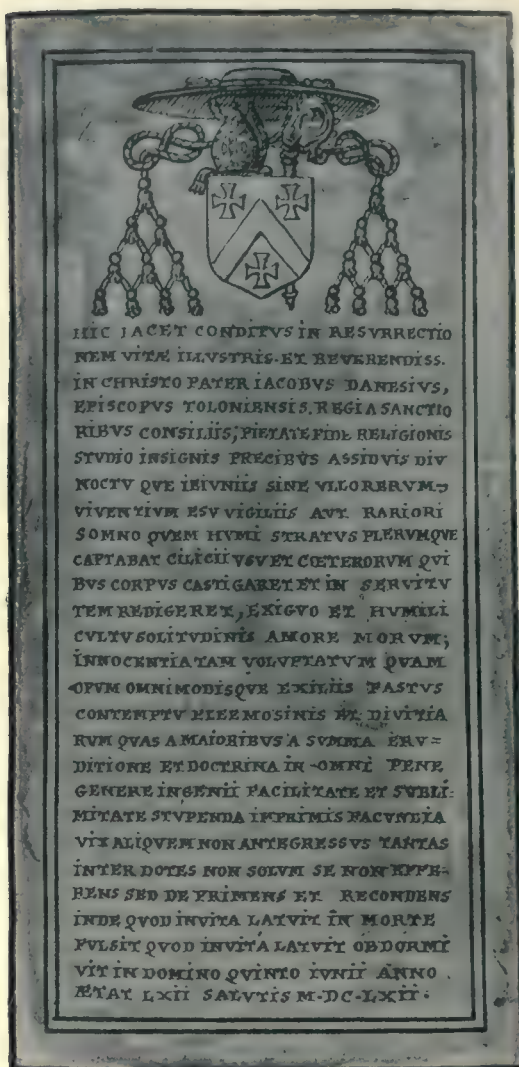 HIC IACET CONDITVS IN RESVRRECTIO
NEM VITÆ ILLVSTRIS. ET REVERENDISS.
IN CHRISTO PATER IACOBVS DANESIVS,
EPISCOPVS TOLONIENSIS. REGIA SANCTIO
RIBVS CONSILIIS, PIETATE FIDE RELIGIONIS
STVDIO INSIGNIS PRECIBVS ASSIDVIS DIV
NOCTV QVE IEIVNIIS SINE VLLORERVM
VIVENTIVM ESV VIGILIIS AVT RARIORI
SOMNO QVEM HVMI STRATVS PLERVMQVE
CAPTABAT CILICII VSV ET CŒTERORVM QVI
BVS CORPVS CASTIGARET ET IN SERVITV
TEM REDIGERET, EXIGVO ET HVMILI
CVLTV SOLITVDINIS AMORE MORVM;
INNOCENTIA TAM VOLVPTATVM QVAM
OPVM OMNIMODISQVE EXILIIS FASTVS
CONTEMPTV ELEEMOSINIS ET DIVITIA
RVM QVAS A MAIORIBVS A SVMMA ERV=
DITIONE ET DOCTRINA IN OMNI PENE
GENERE INGENII FACILITATE ET SVBLI=
MITATE STVPENDA IMPRIMIS FACVNDIA
VIX ALIQVEM NON ANTEGRESSVS TANTAS
INTER DOTES NON SOLVM SE NON EFFE-
RENS SED DEPRIMENS ET RECONDENS
INDE QVOD INVITA LATVIT IN MORTE
FVLSIT QVOD INVITA LATVIT OBDORMI
VIT IN DOMINO QVINTO IVNII ANNO
ÆTAT LXII SALVTIS M·DC·LXII·